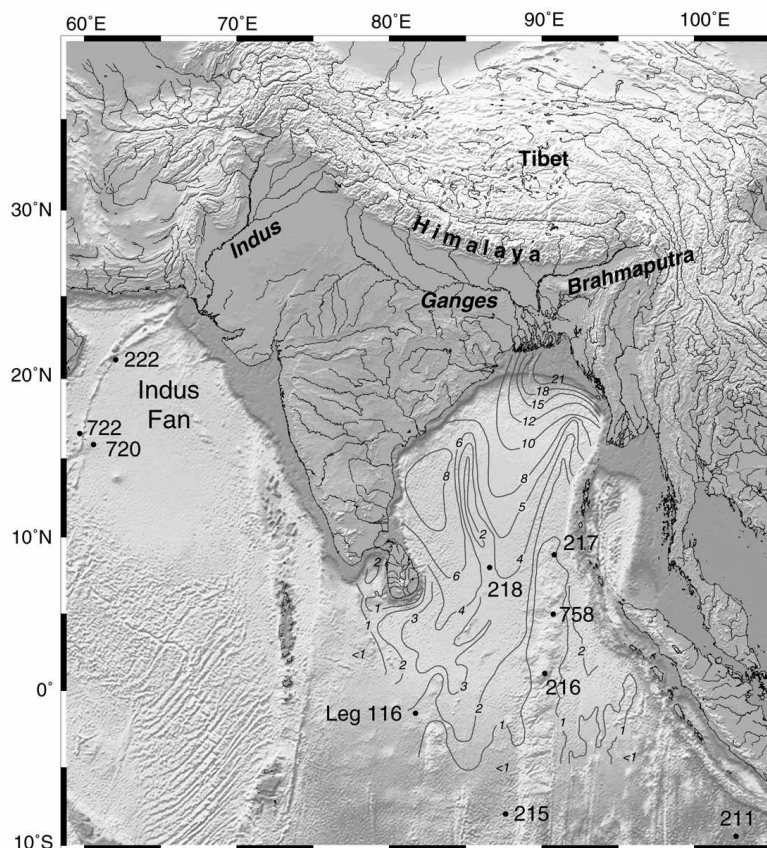 60°E 70°E 80°E 90°E 100°E
Tibet
30°N
Himalaya
Indus
Brahmaputra
Ganges
222
20°N
Indus
Fan
21
18
15
12
722
720
6
10
8
8
5
10°N
2
217
2
4
218
6
1
4
3
758
1
<1
2
2
0°
3
216
2
Leg 116
1
1
1
<1
<1
215
211
10°S